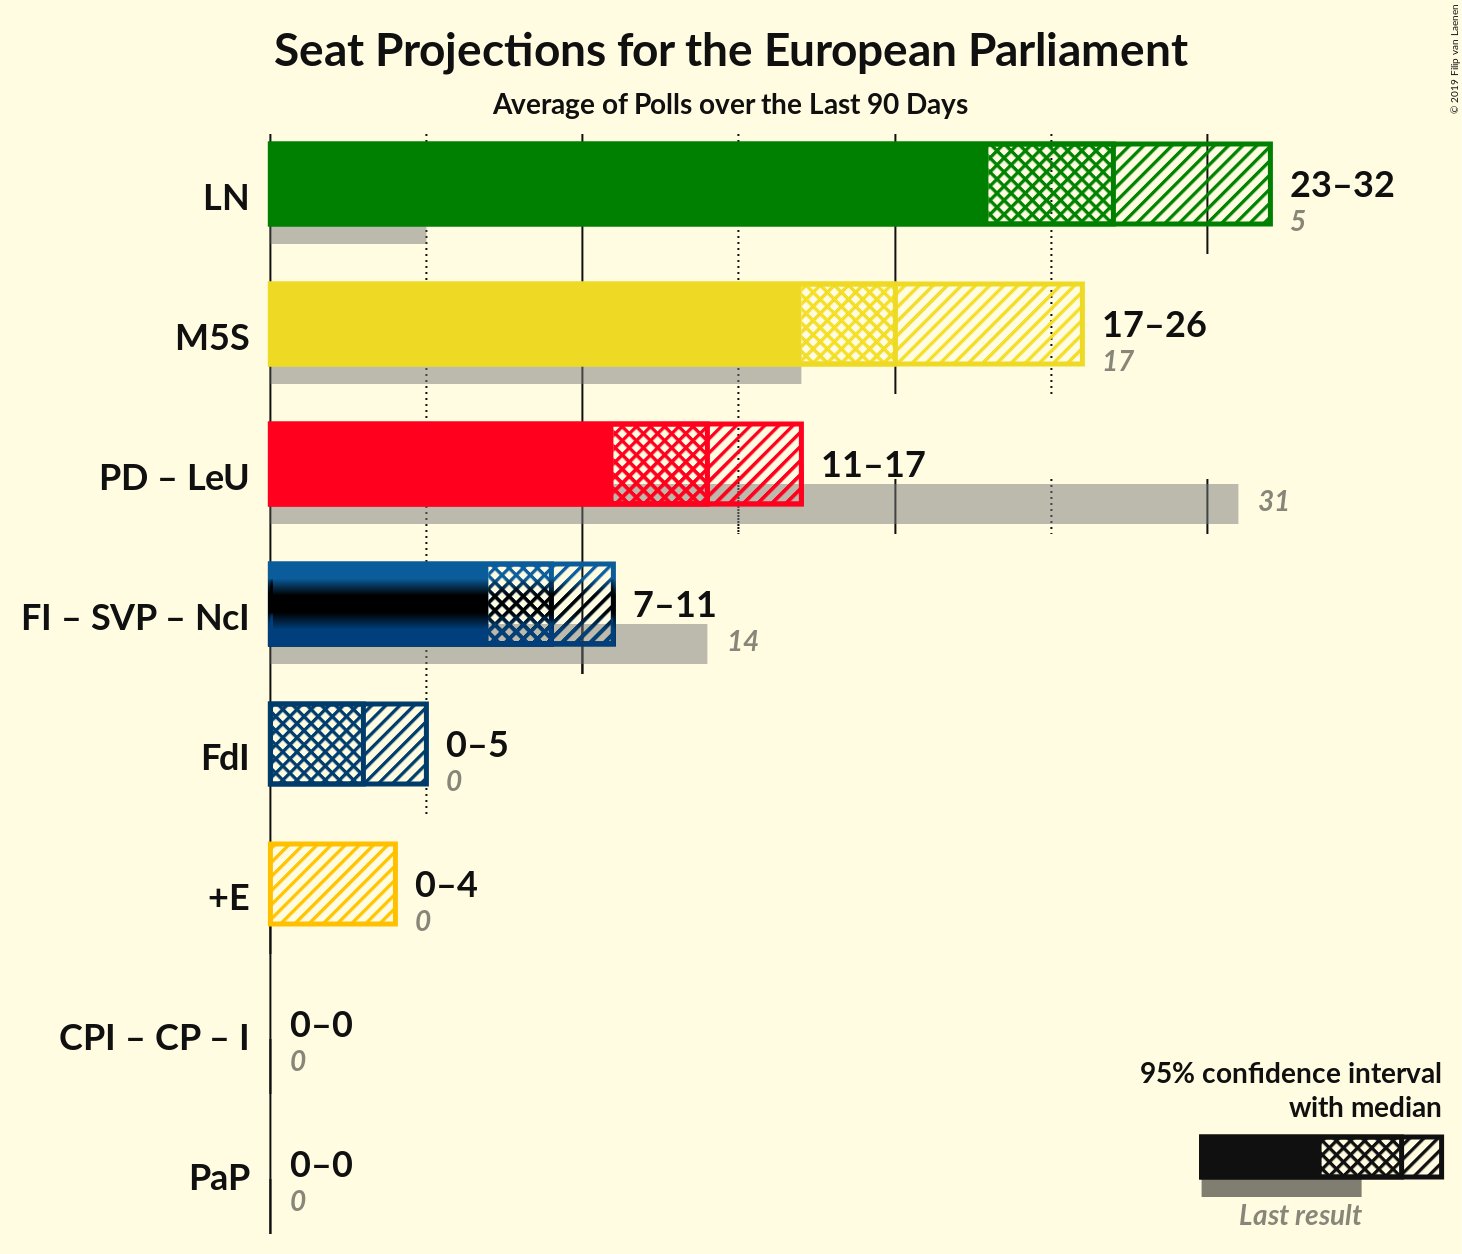 Seat Projections for the European Parliament
Average of Polls over the Last 90 Days
© 2019 Filip van Laenen
LN
23–32
5
M5S
17–26
17
PD – LeU
11–17
31
FI – SVP – NcI
7–11
14
FdI
0–5
0
+E
0–4
0
CPI – CP – I
0–0
0
PaP
0–0
0
95% confidence interval
with median
Last result